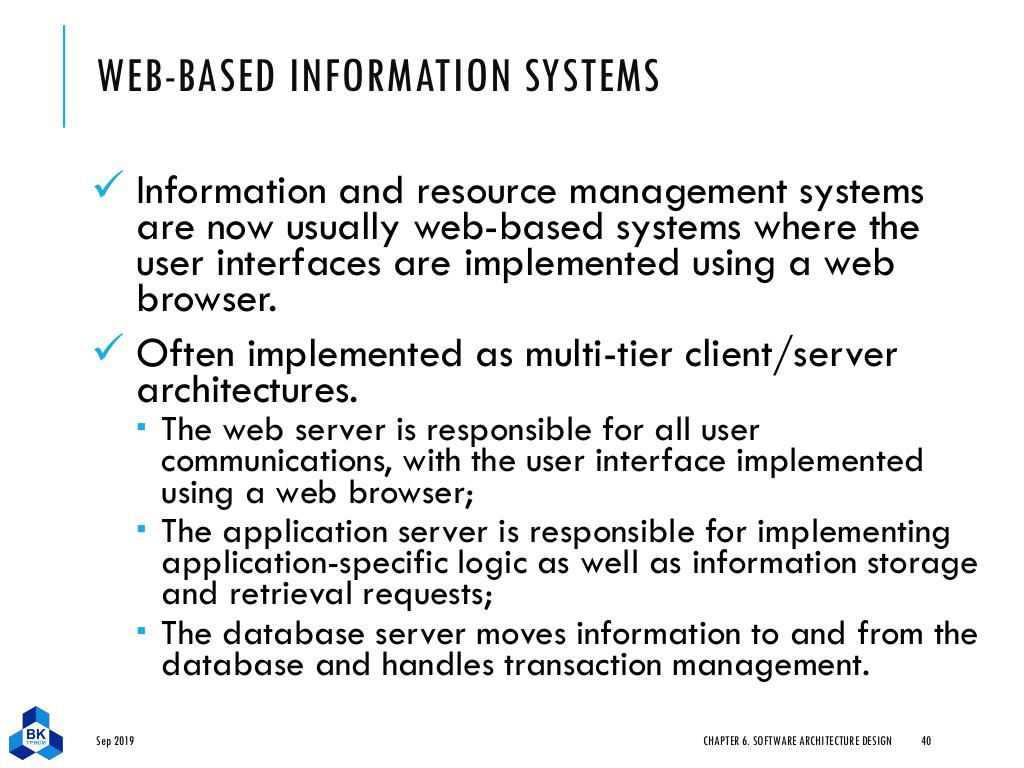 WEB-BASED INFORMATION SYSTEMS
✓ Information and resource management systems
are now usually web-based systems where the
user interfaces are implemented using a web
browser.
✓ Often implemented as multi-tier client/server
architectures.
▪ The web server is responsible for all user
communications, with the user interface implemented
using a web browser;
▪ The application server is responsible for implementing
application-specific logic as well as information storage
and retrieval requests;
▪ The database server moves information to and from the
database and handles transaction management.
BK
TP.HCM
Sep 2019
CHAPTER 6. SOFTWARE ARCHITECTURE DESIGN
40